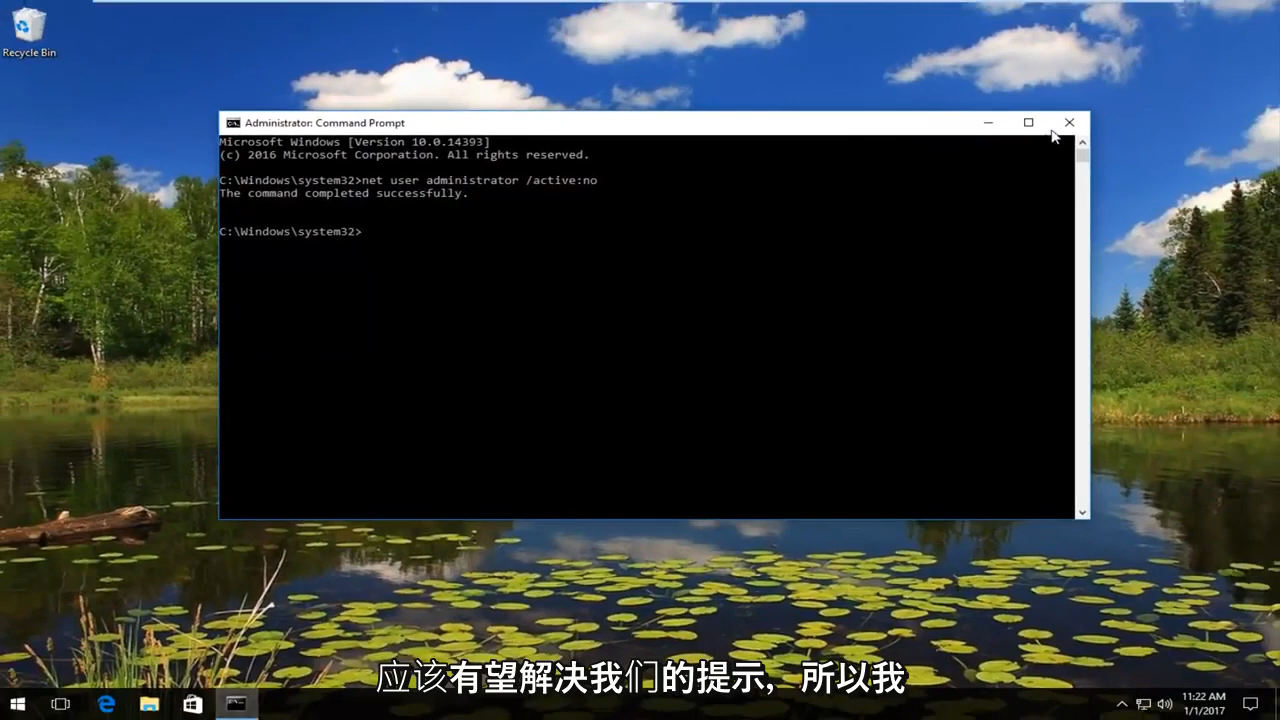 Recycle Bin
Administrator: Command Prompt
Microsoft Windows [Version 10.0.14393]
(c) 2016 Microsoft Corporation. All rights reserved.
C:\Windows\system32>net user administrator /active:no
The command completed successfully.
C:\Windows\system32>
应该有望解决我们的提示，所以我
11:22 AM
1/1/2017